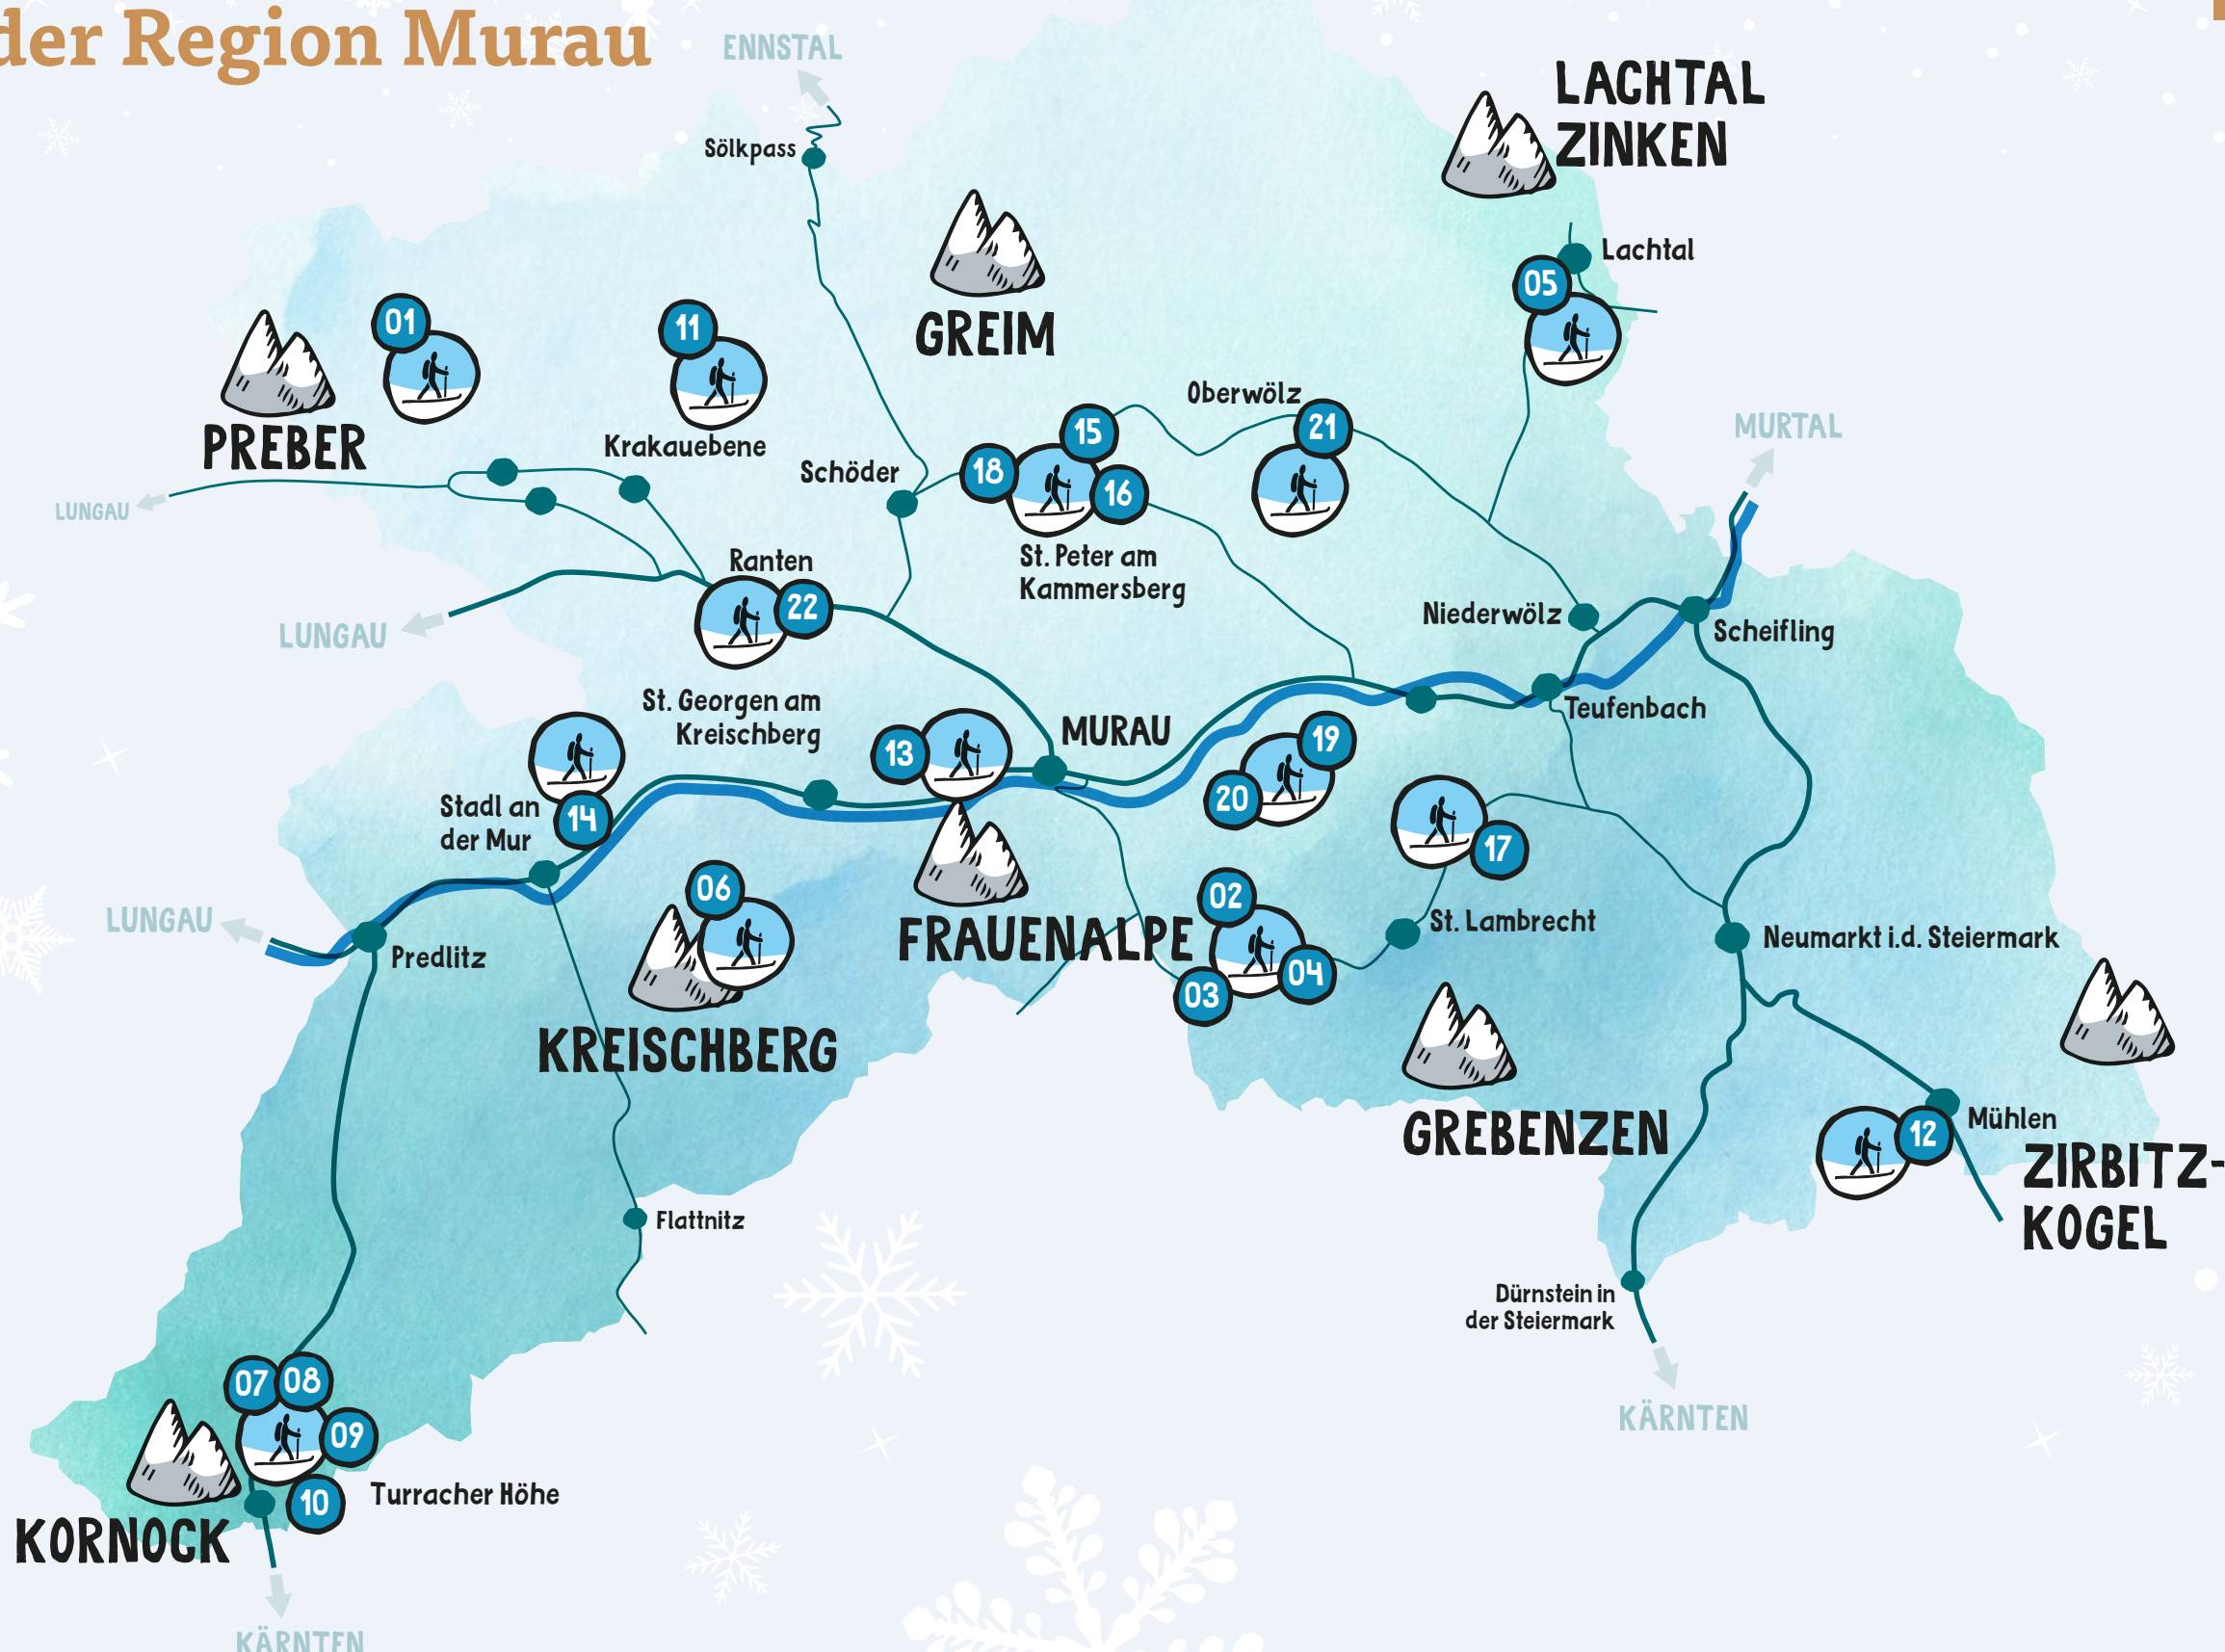 der Region Murau
ENNSTAL
LACHTAL
ZINKEN
Sölkpass
Lachtal
05
GREIM
01
11
PREBER
Krakauebene
Oberwölz
21
15
18
16
MURTAL
Schöder
LUNGAU
St. Peter am
Kammersberg
Ranten
22
LUNGAU
Niederwölz
Scheifling
St. Georgen am
Kreischberg
Teufenbach
13
MURAU
19
20
Stadl an
der Mur
14
17
06
02
LUNGAU
Predlitz
FRAUENALPE
St. Lambrecht
Neumarkt i.d. Steiermark
03
04
KREISCHBERG
GREBENZEN
12
Mühlen
ZIRBITZ-
KOGEL
Flattnitz
Dürnstein in
der Steiermark
KÄRNTEN
07
08
09
10
Turracher Höhe
KORNOCK
KÄRNTEN